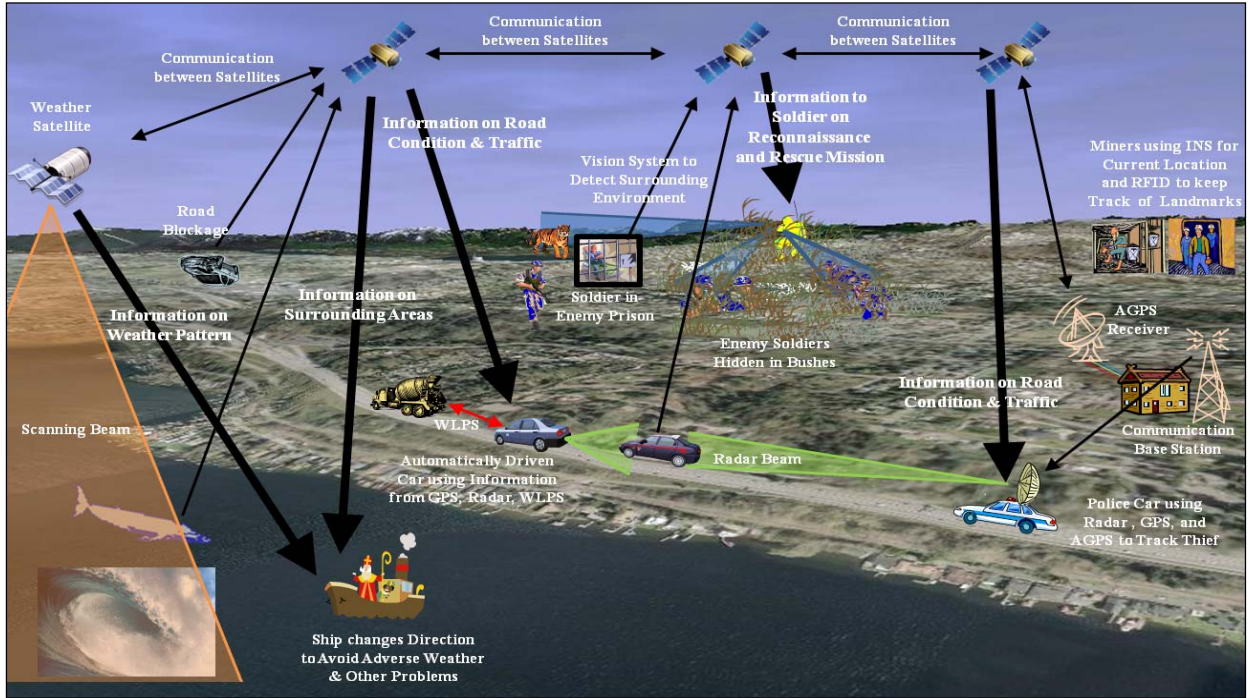 Communication
between Satellites
Communication
between Satellites
Communication
between Satellites
Weather
Satellite
Information on Road
Condition & Traffic
Information to
Soldier on
Reconnaissance
and Rescue Mission
Vision System to
Detect Surrounding
Environment
Miners using INS for
Current Location
and RFID to keep
Track of Landmarks
Road
Blockage
Information on
Surrounding Areas
Information on
Weather Pattern
Soldier in
Enemy Prison
AGPS
Receiver
Enemy Soldiers
Hidden in Bushes
Information on Road
Condition & Traffic
WLPS
Scanning Beam
Communication
Base Station
Radar Beam
Automatically Driven
Car using Information
from GPS, Radar, WLPS
Police Car using
Radar , GPS, and
AGPS to Track Thief
Ship changes Direction
to Avoid Adverse Weather
& Other Problems